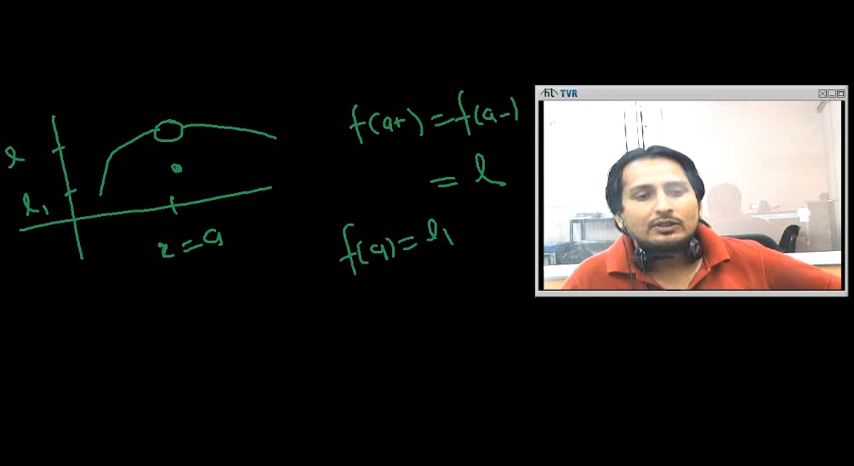 f(a+) = f(a-)
= l
f(a) = l1
l
l1
x = a
TVR